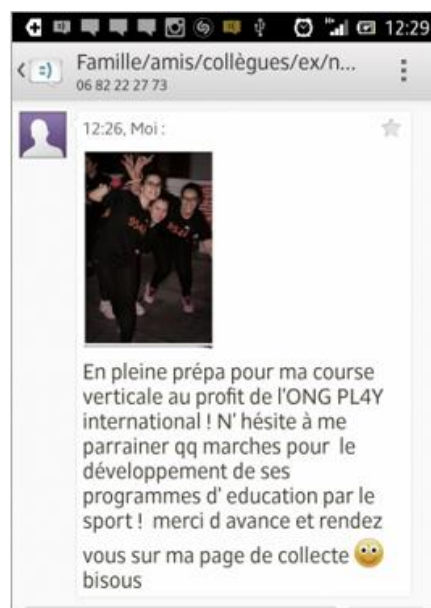 12:29
Famille/amis/collègues/ex/n...
06 82 22 27 73
12:26, Moi :
En pleine prépa pour ma course
verticale au profit de l'ONG PL4Y
international ! N' hésite à me
parrainer qq marches pour le
développement de ses
programmes d' education par le
sport ! merci d avance et rendez
vous sur ma page de collecte
bisous